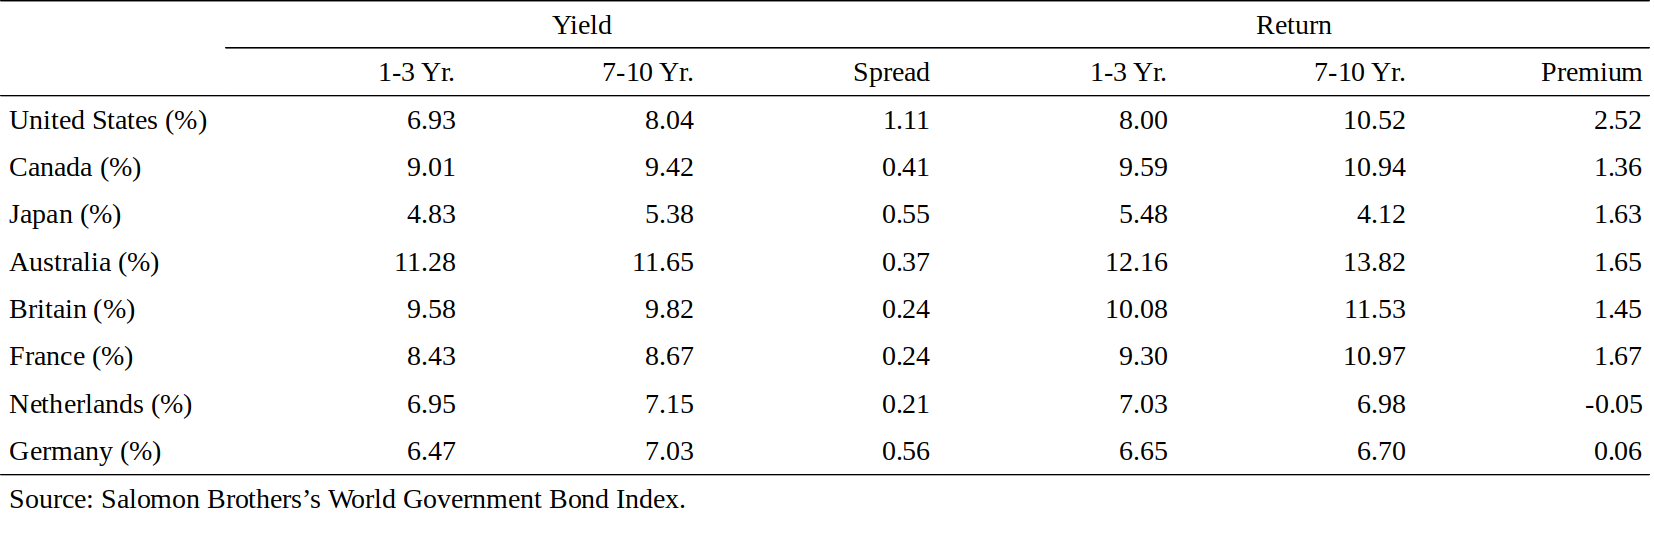 Yield Return
1-3 Yr. 7-10 Yr. Spread 1-3 Yr. 7-10 Yr. Premium
United States (%) 6.93 8.04 1.11 8.00 10.52 2.52
Canada (%) 9.01 9.42 0.41 9.59 10.94 1.36
Japan (%) 4.83 5.38 0.55 5.48 4.12 1.63
Australia (%) 11.28 11.65 0.37 12.16 13.82 1.65
Britain (%) 9.58 9.82 0.24 10.08 11.53 1.45
France (%) 8.43 8.67 0.24 9.30 10.97 1.67
Netherlands (%) 6.95 7.15 0.21 7.03 6.98 -0.05
Germany (%) 6.47 7.03 0.56 6.65 6.70 0.06
Source: Salomon Brothers’s World Government Bond Index.